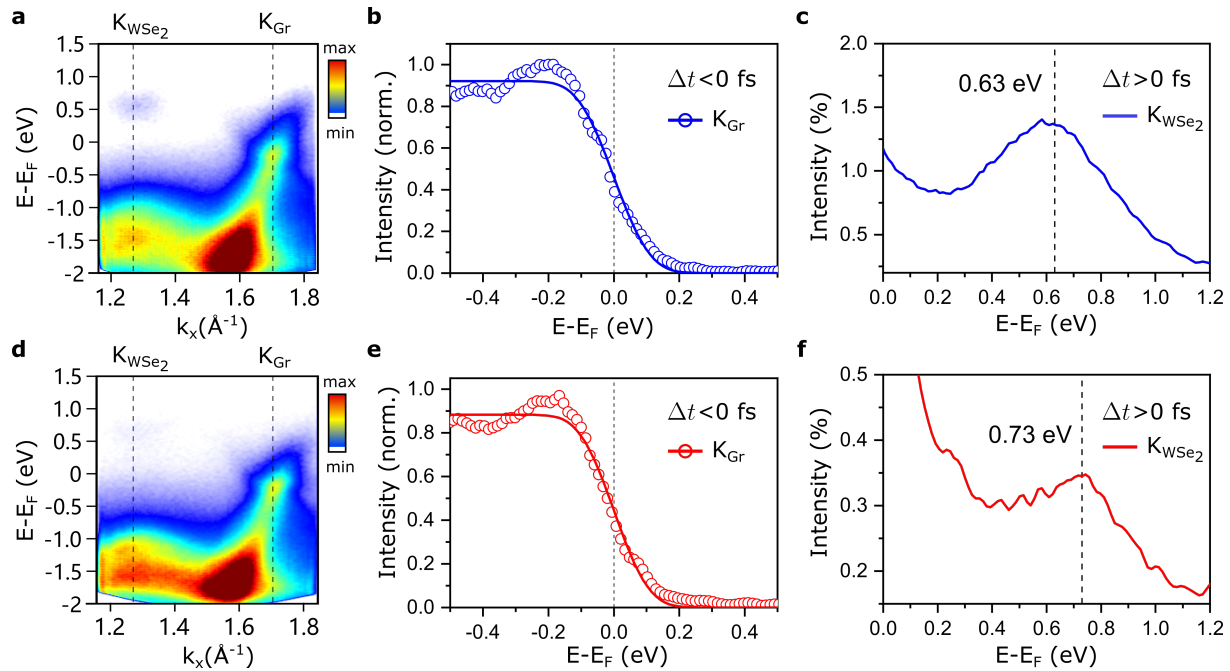 a
K_WSe₂
K_Gr
max
min
E-E_F (eV)
1.5
1.0
0.5
0
-0.5
-1.0
-1.5
-2
1.2
1.4
1.6
1.8
k_x(Å⁻¹)
b
Δt<0 fs
K_Gr
Intensity (norm.)
1.0
0.8
0.6
0.4
0.2
0.0
-0.4
-0.2
0.0
0.2
0.4
E-E_F (eV)
c
0.63 eV
Δt>0 fs
K_WSe₂
Intensity (%)
2.0
1.5
1.0
0.5
0.0
0.2
0.4
0.6
0.8
1.0
1.2
E-E_F (eV)
d
K_WSe₂
K_Gr
max
min
E-E_F (eV)
1.5
1.0
0.5
0
-0.5
-1.0
-1.5
-2
1.2
1.4
1.6
1.8
k_x(Å⁻¹)
e
Δt<0 fs
K_Gr
Intensity (norm.)
1.0
0.8
0.6
0.4
0.2
0.0
-0.4
-0.2
0.0
0.2
0.4
E-E_F (eV)
f
0.73 eV
Δt>0 fs
K_WSe₂
Intensity (%)
0.5
0.4
0.3
0.2
0.0
0.2
0.4
0.6
0.8
1.0
1.2
E-E_F (eV)